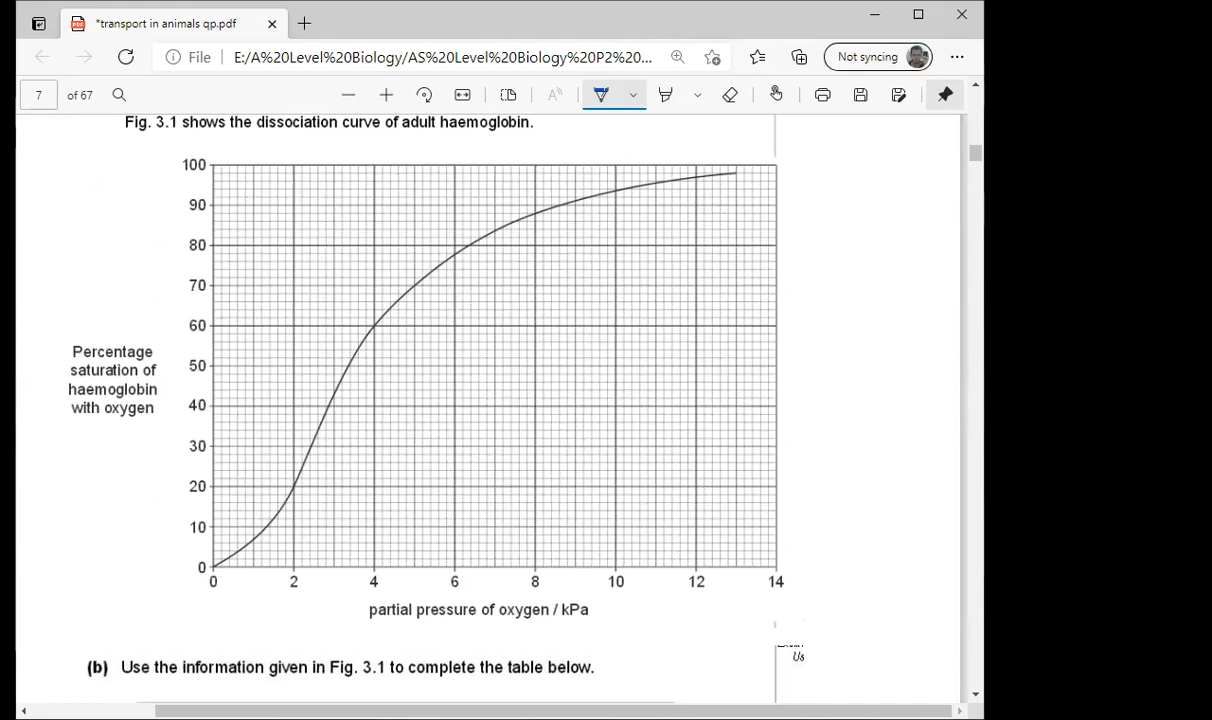 *transport in animals qp.pdf
File
E:/A%20Level%20Biology/AS%20Level%20Biology%20P2%20...
Not syncing
7 of 67
Fig. 3.1 shows the dissociation curve of adult haemoglobin.
100
90
80
70
60
50
40
30
20
10
0
Percentage
saturation of
haemoglobin
with oxygen
0 2 4 6 8 10 12 14
partial pressure of oxygen / kPa
Us
(b) Use the information given in Fig. 3.1 to complete the table below.